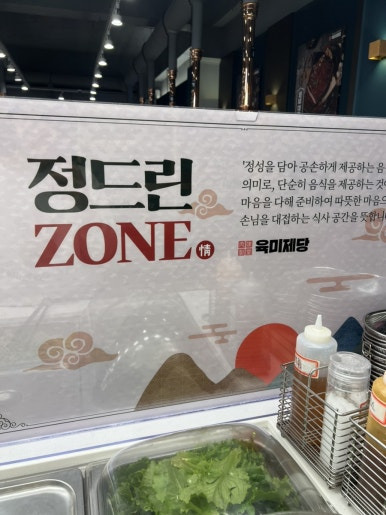 정드린
ZONE
情
'정성을 담아 공손하게 제공하는 음
의미로, 단순히 음식을 제공하는 것
마음을 다해 준비하여 따뜻한 마음으
손님을 대접하는 식사 공간을 뜻합니
육미제당